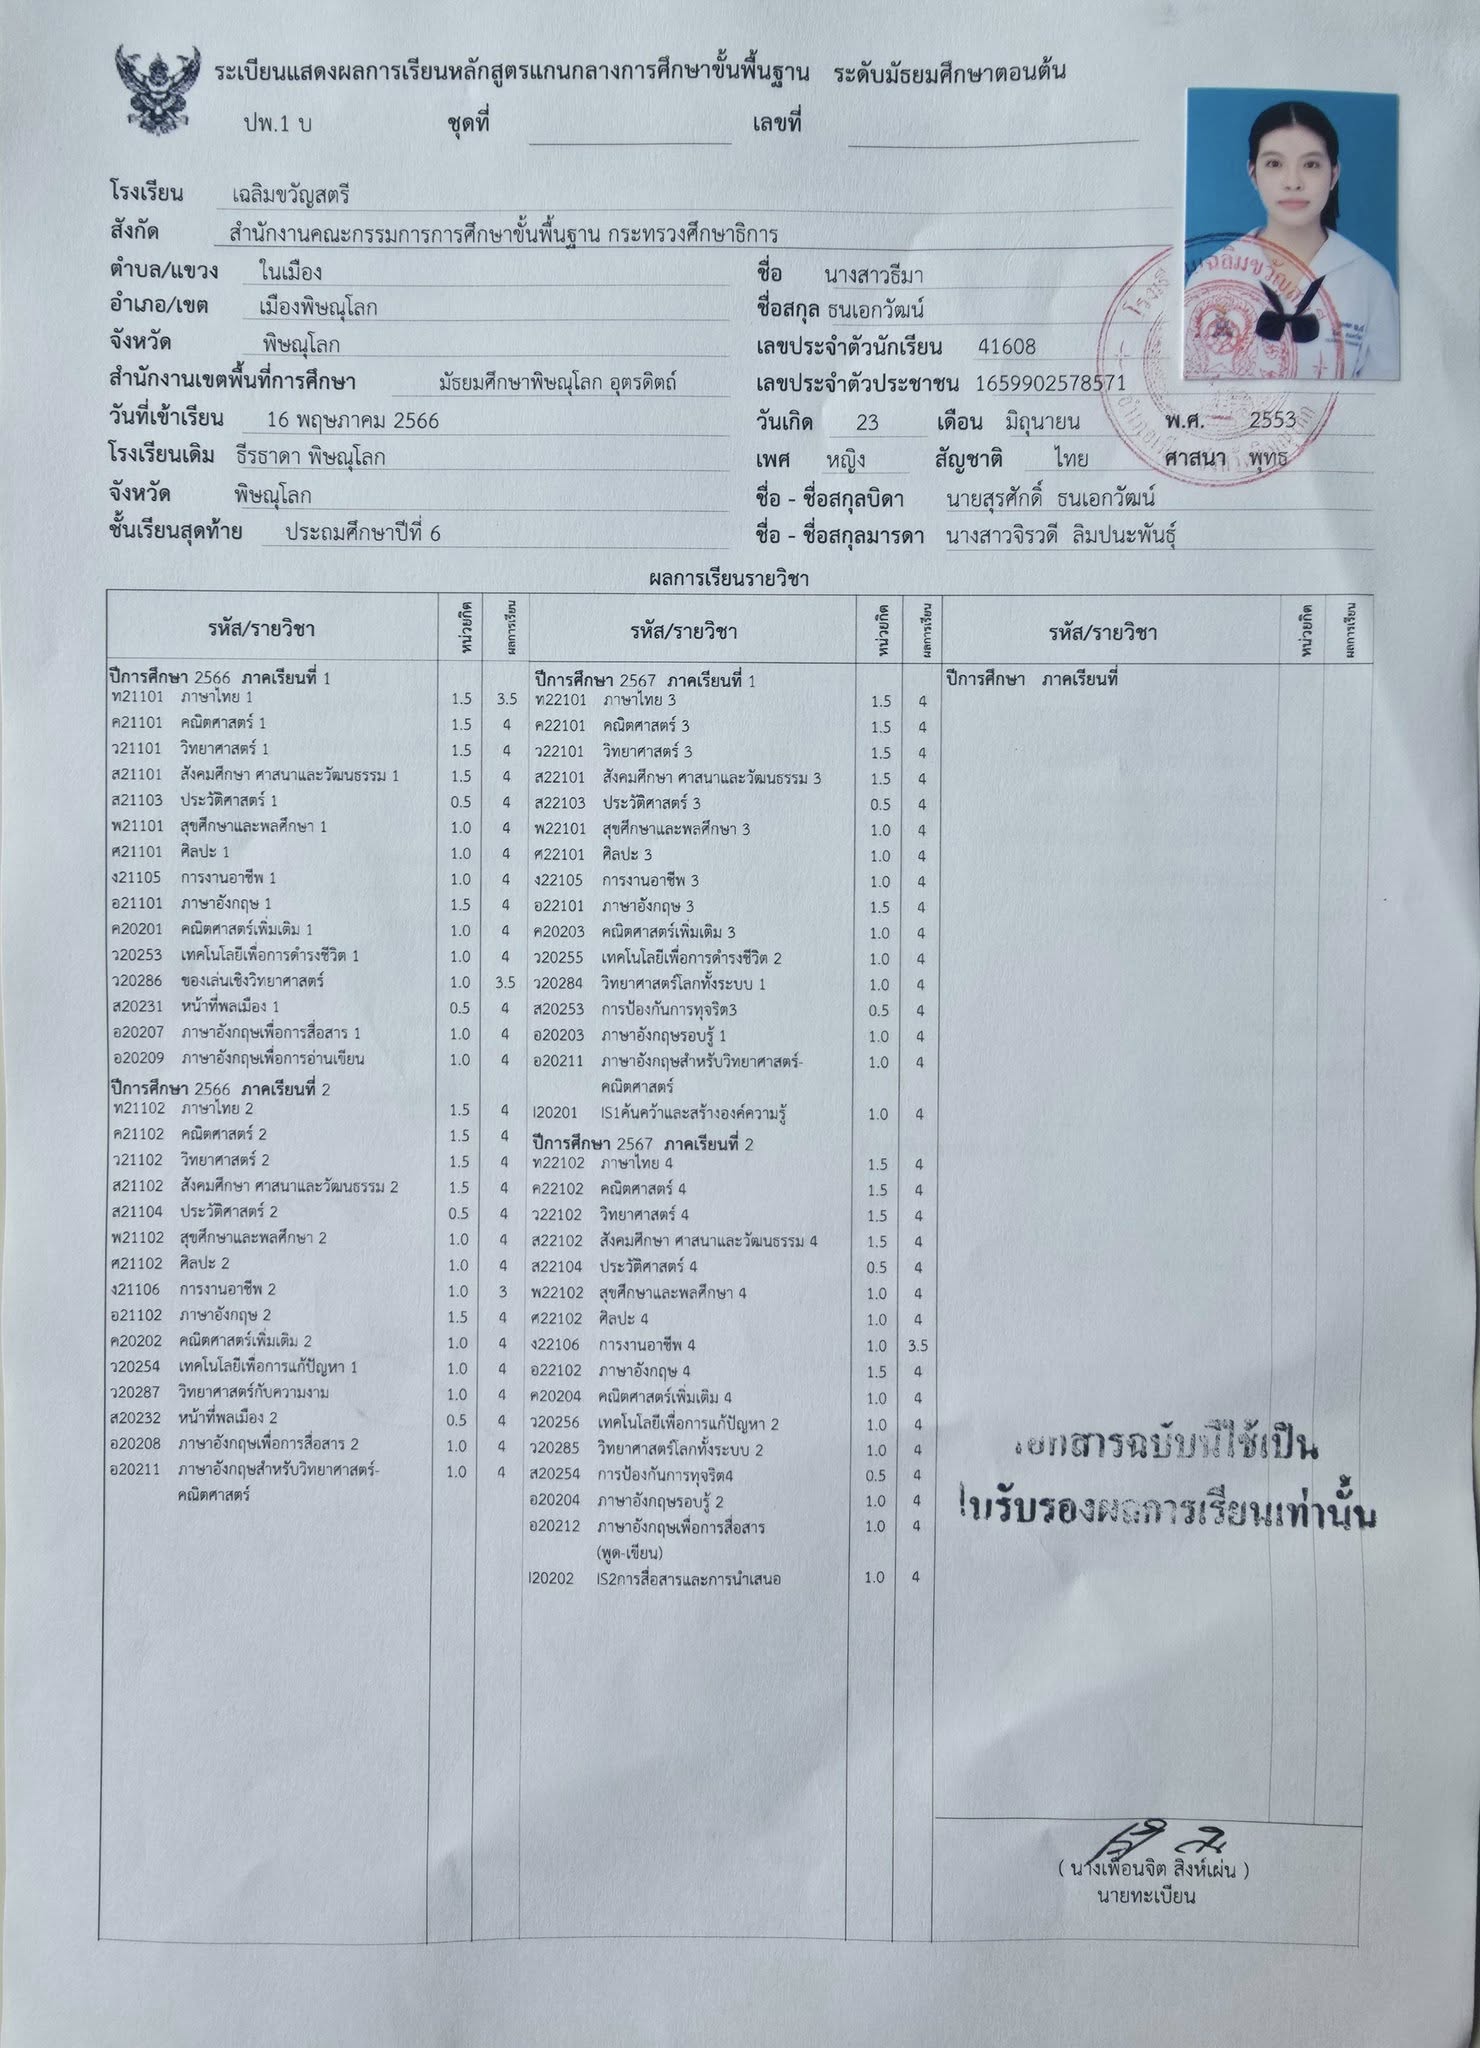 ระเบียนแสดงผลการเรียนหลักสูตรแกนกลางการศึกษาขั้นพื้นฐาน ระดับมัธยมศึกษาตอนต้น
ปพ.1 บ ชุดที่ เลขที่
โรงเรียน เฉลิมขวัญสตรี
สังกัด สำนักงานคณะกรรมการการศึกษาขั้นพื้นฐาน กระทรวงศึกษาธิการ
ตำบล/แขวง ในเมือง
อำเภอ/เขต เมืองพิษณุโลก
จังหวัด พิษณุโลก
สำนักงานเขตพื้นที่การศึกษา มัธยมศึกษาพิษณุโลก อุตรดิตถ์
วันที่เข้าเรียน 16 พฤษภาคม 2566
โรงเรียนเดิม ธีรธาดา พิษณุโลก
จังหวัด พิษณุโลก
ชั้นเรียนสุดท้าย ประถมศึกษาปีที่ 6
ชื่อ นางสาวธีมา
ชื่อสกุล ธนเอกวัฒน์
เลขประจำตัวนักเรียน 41608
เลขประจำตัวประชาชน 1659902578571
วันเกิด 23 เดือน มิถุนายน พ.ศ. 2553
เพศ หญิง สัญชาติ ไทย ศาสนา พุทธ
ชื่อ - ชื่อสกุลบิดา นายสุรศักดิ์ ธนเอกวัฒน์
ชื่อ - ชื่อสกุลมารดา นางสาวจิรวดี ลิมปนะพันธุ์
ผลการเรียนรายวิชา
รหัส/รายวิชา หน่วยกิต ผลการเรียน
ปีการศึกษา 2566 ภาคเรียนที่ 1
ท21101 ภาษาไทย 1 1.5 3.5
ค21101 คณิตศาสตร์ 1 1.5 4
ว21101 วิทยาศาสตร์ 1 1.5 4
ส21101 สังคมศึกษา ศาสนาและวัฒนธรรม 1 1.5 4
ส21103 ประวัติศาสตร์ 1 0.5 4
พ21101 สุขศึกษาและพลศึกษา 1 1.0 4
ศ21101 ศิลปะ 1 1.0 4
ง21105 การงานอาชีพ 1 1.0 4
อ21101 ภาษาอังกฤษ 1 1.5 4
ค20201 คณิตศาสตร์เพิ่มเติม 1 1.0 4
ว20253 เทคโนโลยีเพื่อการดำรงชีวิต 1 1.0 4
ว20286 ของเล่นเชิงวิทยาศาสตร์ 1.0 3.5
ส20231 หน้าที่พลเมือง 1 0.5 4
อ20207 ภาษาอังกฤษเพื่อการสื่อสาร 1 1.0 4
อ20209 ภาษาอังกฤษเพื่อการอ่านเขียน 1.0 4
ปีการศึกษา 2566 ภาคเรียนที่ 2
ท21102 ภาษาไทย 2 1.5 4
ค21102 คณิตศาสตร์ 2 1.5 4
ว21102 วิทยาศาสตร์ 2 1.5 4
ส21102 สังคมศึกษา ศาสนาและวัฒนธรรม 2 1.5 4
ส21104 ประวัติศาสตร์ 2 0.5 4
พ21102 สุขศึกษาและพลศึกษา 2 1.0 4
ศ21102 ศิลปะ 2 1.0 4
ง21106 การงานอาชีพ 2 1.0 3
อ21102 ภาษาอังกฤษ 2 1.5 4
ค20202 คณิตศาสตร์เพิ่มเติม 2 1.0 4
ว20254 เทคโนโลยีเพื่อการแก้ปัญหา 1 1.0 4
ว20287 วิทยาศาสตร์กับความงาม 1.0 4
ส20232 หน้าที่พลเมือง 2 0.5 4
อ20208 ภาษาอังกฤษเพื่อการสื่อสาร 2 1.0 4
อ20211 ภาษาอังกฤษสำหรับวิทยาศาสตร์- 1.0 4
คณิตศาสตร์
รหัส/รายวิชา หน่วยกิต ผลการเรียน
ปีการศึกษา 2567 ภาคเรียนที่ 1
ท22101 ภาษาไทย 3 1.5 4
ค22101 คณิตศาสตร์ 3 1.5 4
ว22101 วิทยาศาสตร์ 3 1.5 4
ส22101 สังคมศึกษา ศาสนาและวัฒนธรรม 3 1.5 4
ส22103 ประวัติศาสตร์ 3 0.5 4
พ22101 สุขศึกษาและพลศึกษา 3 1.0 4
ศ22101 ศิลปะ 3 1.0 4
ง22105 การงานอาชีพ 3 1.0 4
อ22101 ภาษาอังกฤษ 3 1.5 4
ค20203 คณิตศาสตร์เพิ่มเติม 3 1.0 4
ว20255 เทคโนโลยีเพื่อการดำรงชีวิต 2 1.0 4
ว20284 วิทยาศาสตร์โลกทั้งระบบ 1 1.0 4
ส20253 การป้องกันการทุจริต3 0.5 4
อ20203 ภาษาอังกฤษรอบรู้ 1 1.0 4
อ20211 ภาษาอังกฤษสำหรับวิทยาศาสตร์- 1.0 4
คณิตศาสตร์
I20201 IS1ค้นคว้าและสร้างองค์ความรู้ 1.0 4
ปีการศึกษา 2567 ภาคเรียนที่ 2
ท22102 ภาษาไทย 4 1.5 4
ค22102 คณิตศาสตร์ 4 1.5 4
ว22102 วิทยาศาสตร์ 4 1.5 4
ส22102 สังคมศึกษา ศาสนาและวัฒนธรรม 4 1.5 4
ส22104 ประวัติศาสตร์ 4 0.5 4
พ22102 สุขศึกษาและพลศึกษา 4 1.0 4
ศ22102 ศิลปะ 4 1.0 4
ง22106 การงานอาชีพ 4 1.0 3.5
อ22102 ภาษาอังกฤษ 4 1.5 4
ค20204 คณิตศาสตร์เพิ่มเติม 4 1.0 4
ว20256 เทคโนโลยีเพื่อการแก้ปัญหา 2 1.0 4
ว20285 วิทยาศาสตร์โลกทั้งระบบ 2 1.0 4
ส20254 การป้องกันการทุจริต4 0.5 4
อ20204 ภาษาอังกฤษรอบรู้ 2 1.0 4
อ20212 ภาษาอังกฤษเพื่อการสื่อสาร 1.0 4
(พูด-เขียน)
I20202 IS2การสื่อสารและการนำเสนอ 1.0 4
รหัส/รายวิชา หน่วยกิต ผลการเรียน
ปีการศึกษา ภาคเรียนที่
เอกสารฉบับนี้ใช้เป็น
ใบรับรองผลการเรียนเท่านั้น
( นางเพื่อนจิต สิงห์เผ่น )
นายทะเบียน